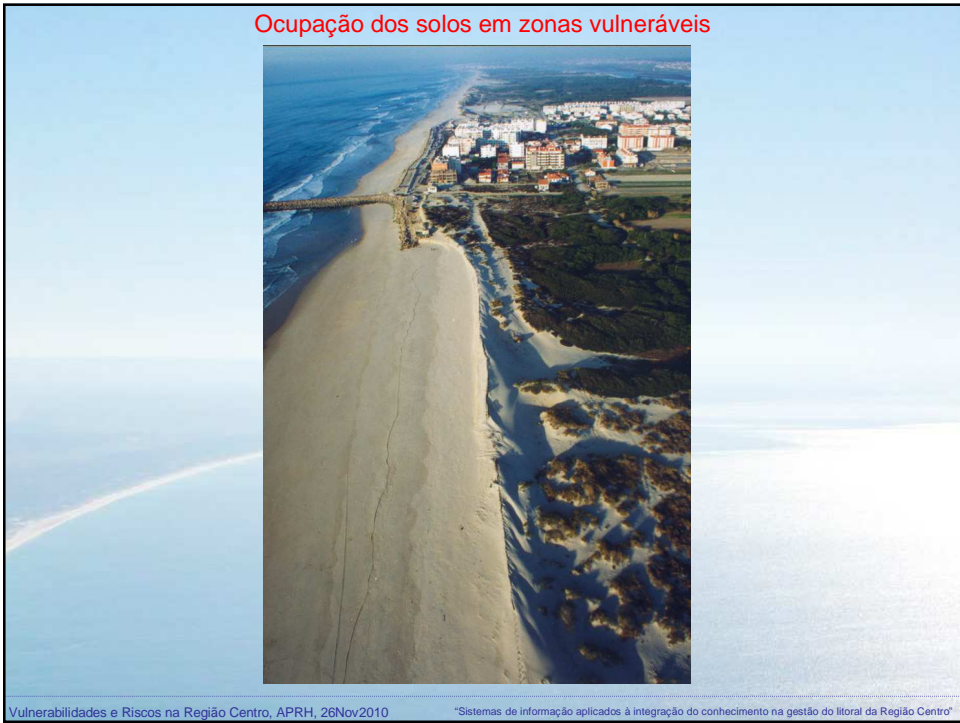 Ocupação dos solos em zonas vulneráveis
Vulnerabilidades e Riscos na Região Centro, APRH, 26Nov2010
“Sistemas de informação aplicados à integração do conhecimento na gestão do litoral da Região Centro”